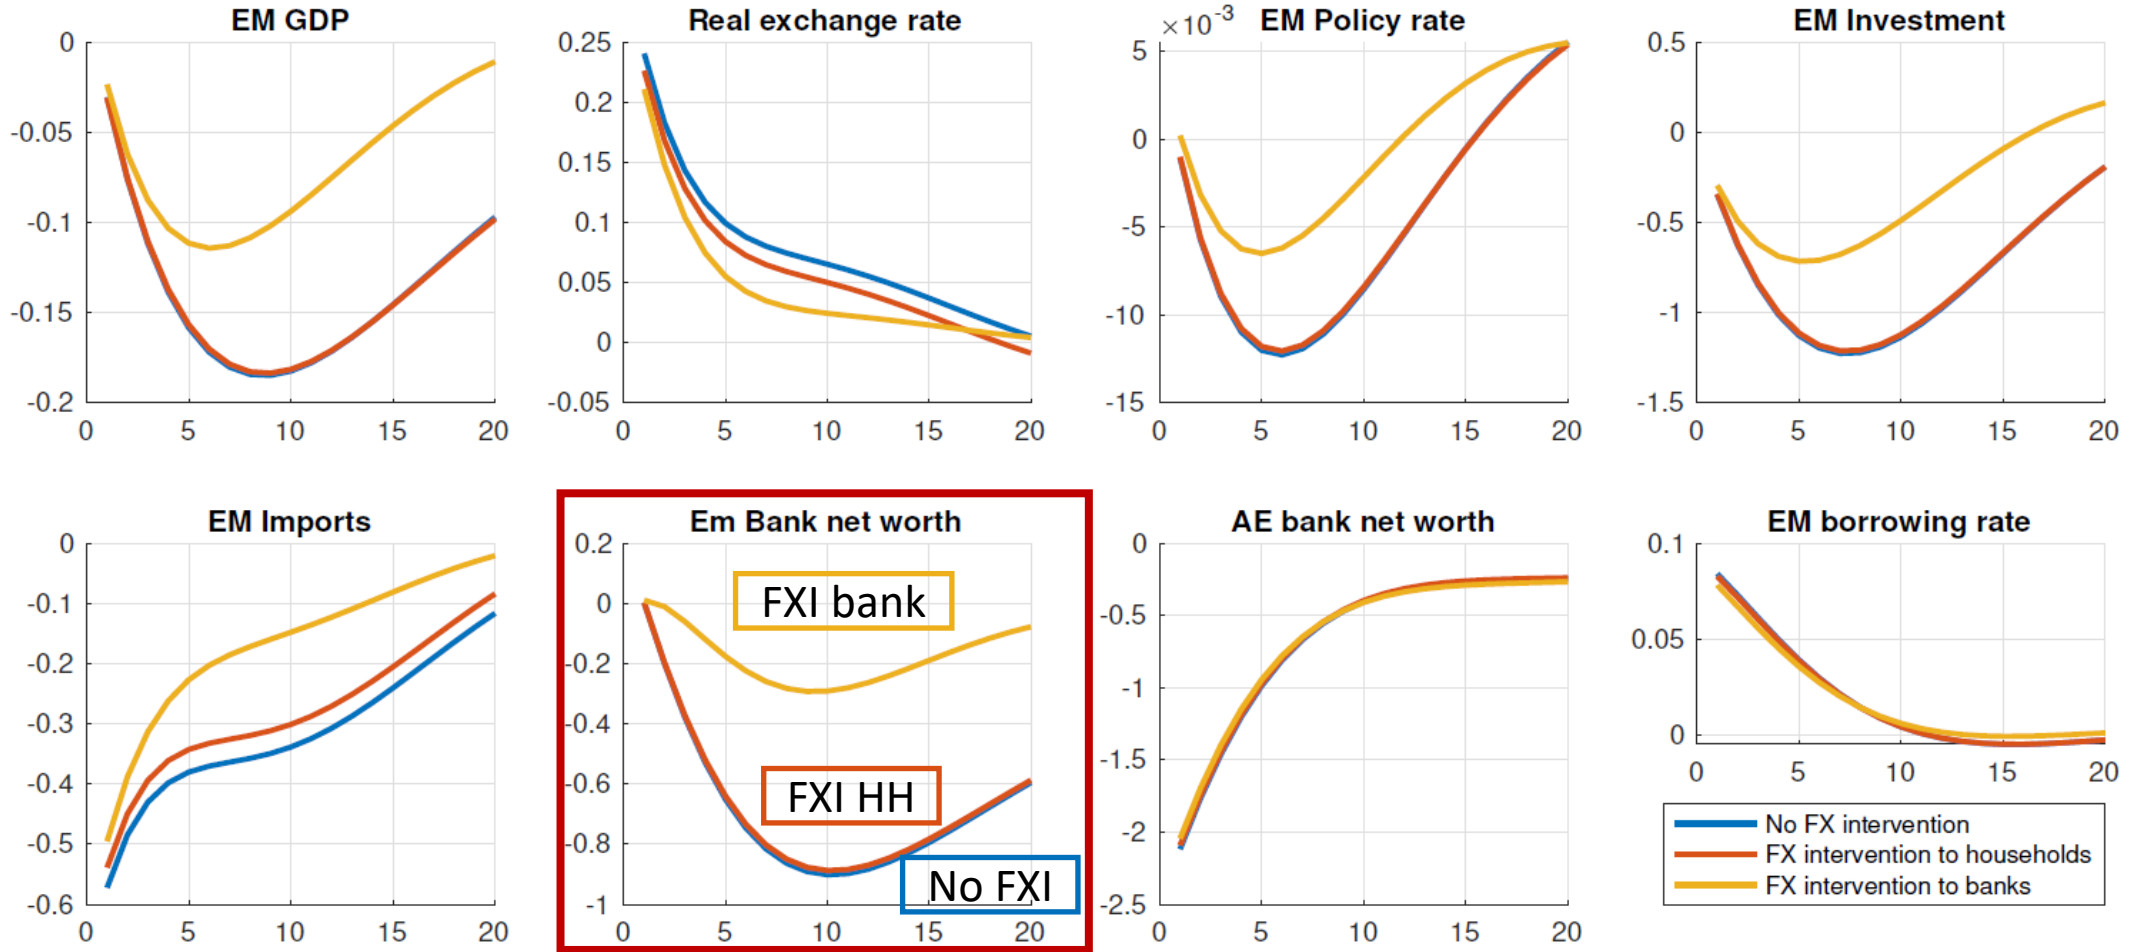 EM GDP
0
-0.05
-0.1
-0.15
-0.2
0 5 10 15 20
Real exchange rate
0.25
0.2
0.15
0.1
0.05
0
-0.05
0 5 10 15 20
×10⁻³ EM Policy rate
5
0
-5
-10
-15
0 5 10 15 20
EM Investment
0.5
0
-0.5
-1
-1.5
0 5 10 15 20
EM Imports
0
-0.1
-0.2
-0.3
-0.4
-0.5
-0.6
0 5 10 15 20
Em Bank net worth
0.2
0
-0.2
-0.4
-0.6
-0.8
-1
0 5 10 15 20
FXI bank
FXI HH
No FXI
AE bank net worth
0
-0.5
-1
-1.5
-2
-2.5
0 5 10 15 20
EM borrowing rate
0.1
0.05
0
0 5 10 15 20
No FX intervention
FX intervention to households
FX intervention to banks